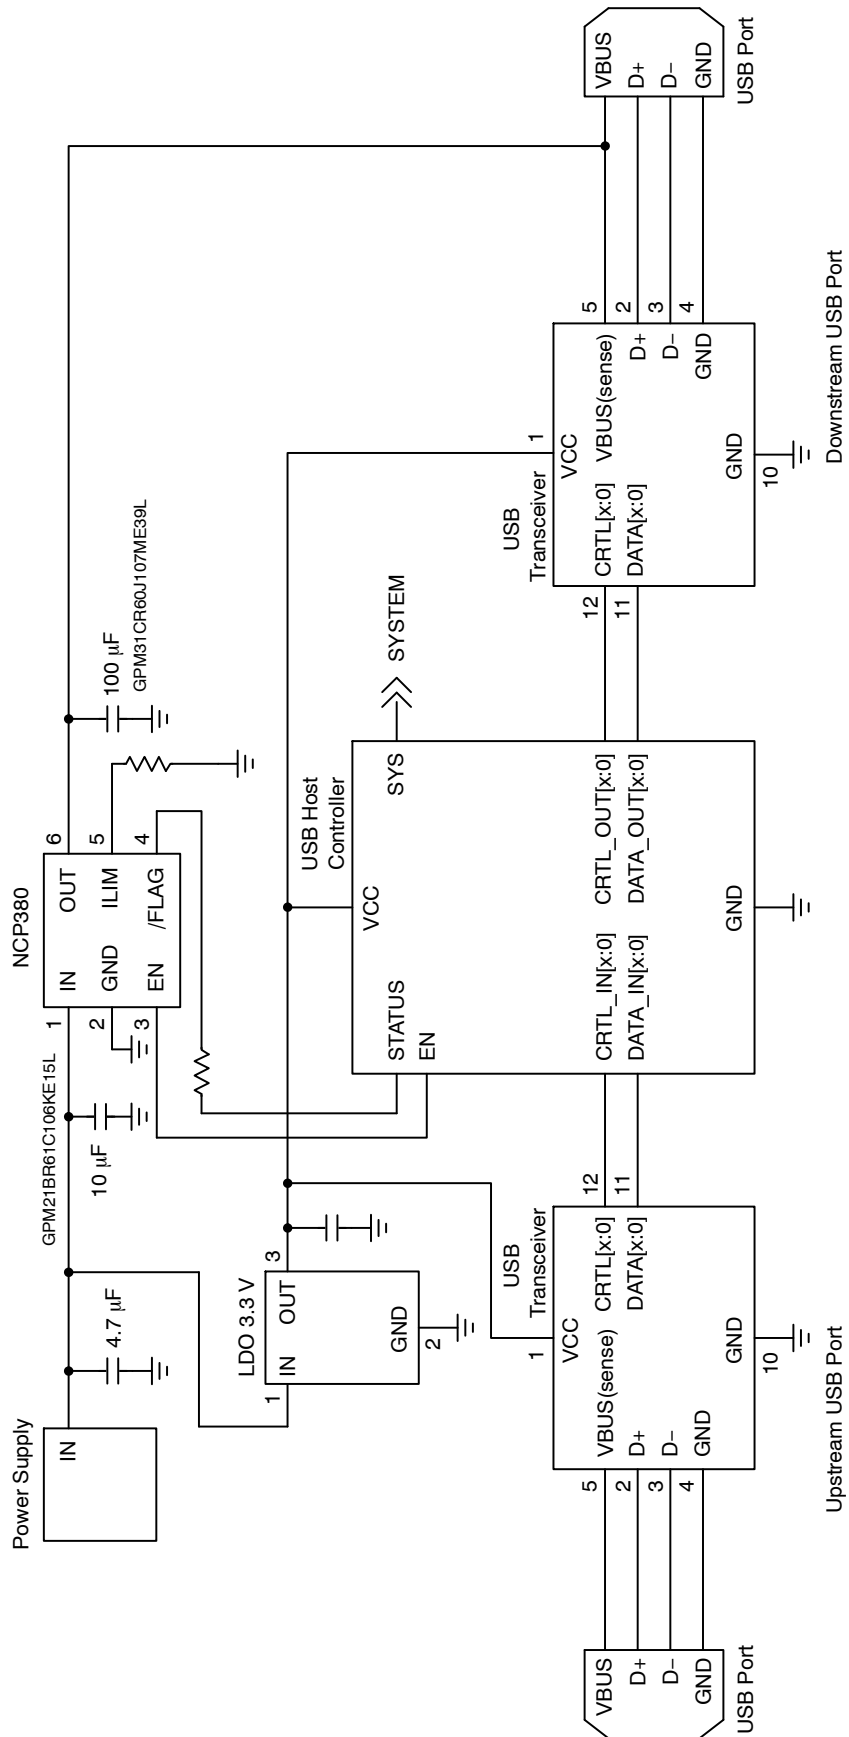 Power Supply
IN
4.7 µF
GPM21BR61C106KE15L
10 µF
NCP380
1
IN
OUT
6
2
GND
ILIM
5
3
EN
/FLAG
4
100 µF
GPM31CR60J107ME39L
LDO 3.3 V
1
IN
OUT
3
GND
2
USB Host
Controller
VCC
STATUS
EN
SYS
SYSTEM
CRTL_IN[x:0]
CRTL_OUT[x:0]
DATA_IN[x:0]
DATA_OUT[x:0]
GND
USB
Transceiver
1
VCC
5
VBUS(sense)
CRTL[x:0]
12
2
D+
DATA[x:0]
11
3
D−
4
GND
GND
10
VBUS
D+
D−
GND
USB Port
Upstream USB Port
USB
Transceiver
1
VCC
12
CRTL[x:0]
VBUS(sense)
5
11
DATA[x:0]
D+
2
D−
3
GND
4
GND
10
VBUS
D+
D−
GND
USB Port
Downstream USB Port